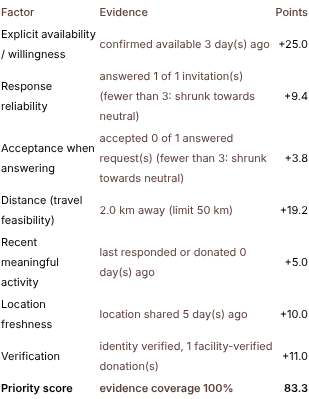 Factor Evidence Points
Explicit availability / willingness confirmed available 3 day(s) ago +25.0
Response reliability answered 1 of 1 invitation(s) (fewer than 3: shrunk towards neutral) +9.4
Acceptance when answering accepted 0 of 1 answered request(s) (fewer than 3: shrunk towards neutral) +3.8
Distance (travel feasibility) 2.0 km away (limit 50 km) +19.2
Recent meaningful activity last responded or donated 0 day(s) ago +5.0
Location freshness location shared 5 day(s) ago +10.0
Verification identity verified, 1 facility-verified donation(s) +11.0
Priority score evidence coverage 100% 83.3